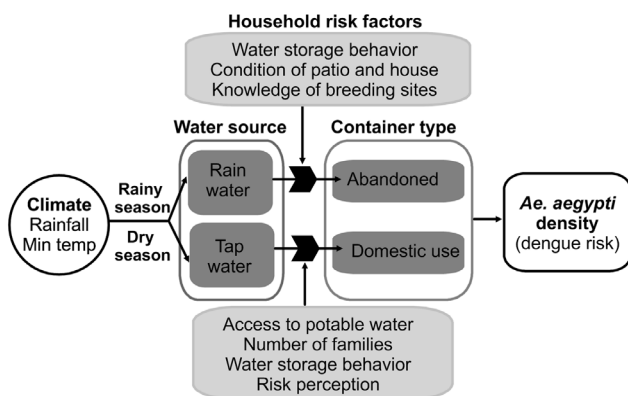 Household risk factors
Water storage behavior
Condition of patio and house
Knowledge of breeding sites
Water source
Container type
Climate
Rainfall
Min temp
Rainy
season
Dry
season
Rain
water
Tap
water
Abandoned
Domestic use
Ae. aegypti
density
(dengue risk)
Access to potable water
Number of families
Water storage behavior
Risk perception